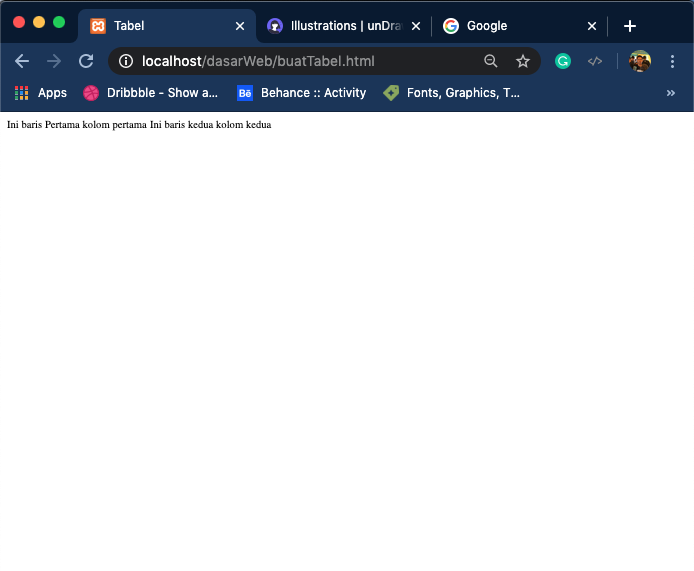 Tabel
Illustrations | unDra
Google
localhost/dasarWeb/buatTabel.html
Apps
Dribbble - Show a...
Bē Behance :: Activity
Fonts, Graphics, T...
»
Ini baris Pertama kolom pertama Ini baris kedua kolom kedua